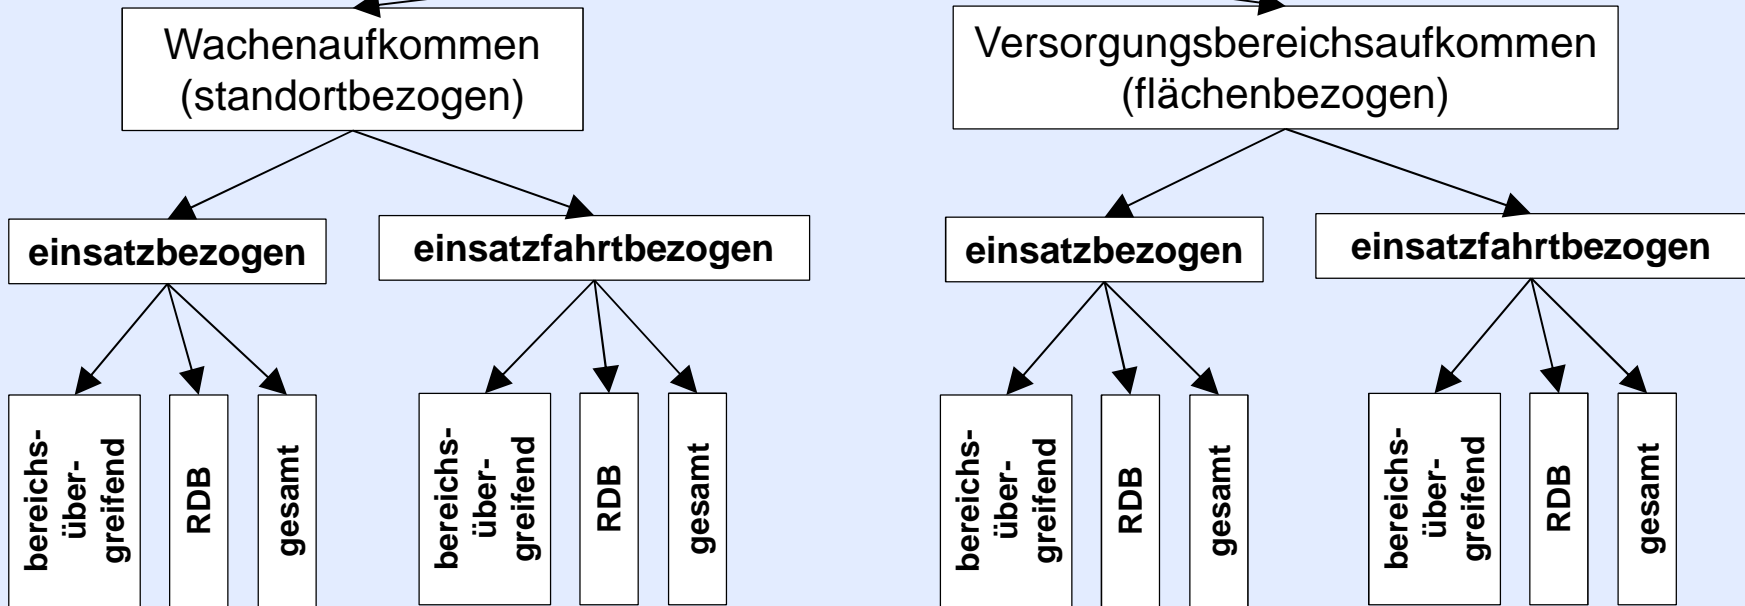 Wachenaufkommen
(standortbezogen)
Versorgungsbereichsaufkommen
(flächenbezogen)
einsatzbezogen
einsatzfahrtbezogen
einsatzbezogen
einsatzfahrtbezogen
bereichs-
über-
greifend
RDB
gesamt
bereichs-
über-
greifend
RDB
gesamt
bereichs-
über-
greifend
RDB
gesamt
bereichs-
über-
greifend
RDB
gesamt